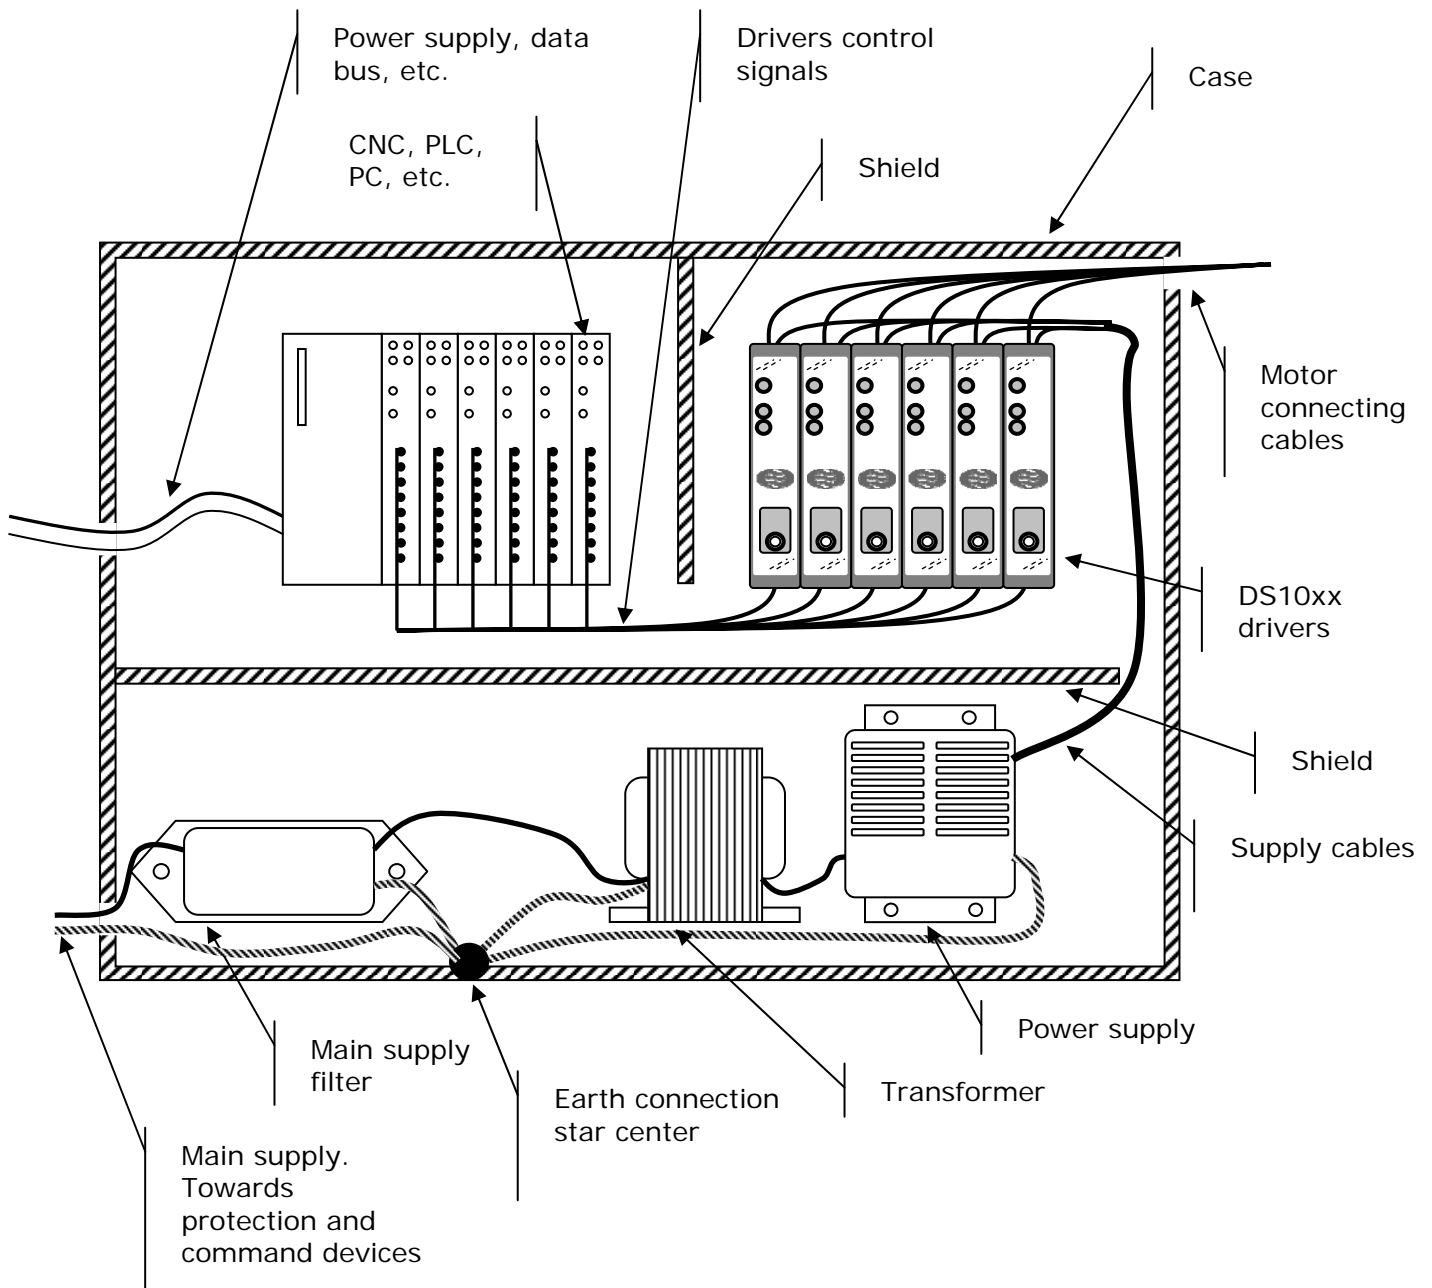 Power supply, data
bus, etc.
Drivers control
signals
Case
CNC, PLC,
PC, etc.
Shield
Motor
connecting
cables
DS10xx
drivers
Shield
Supply cables
Power supply
Main supply
filter
Transformer
Earth connection
star center
Main supply.
Towards
protection and
command devices